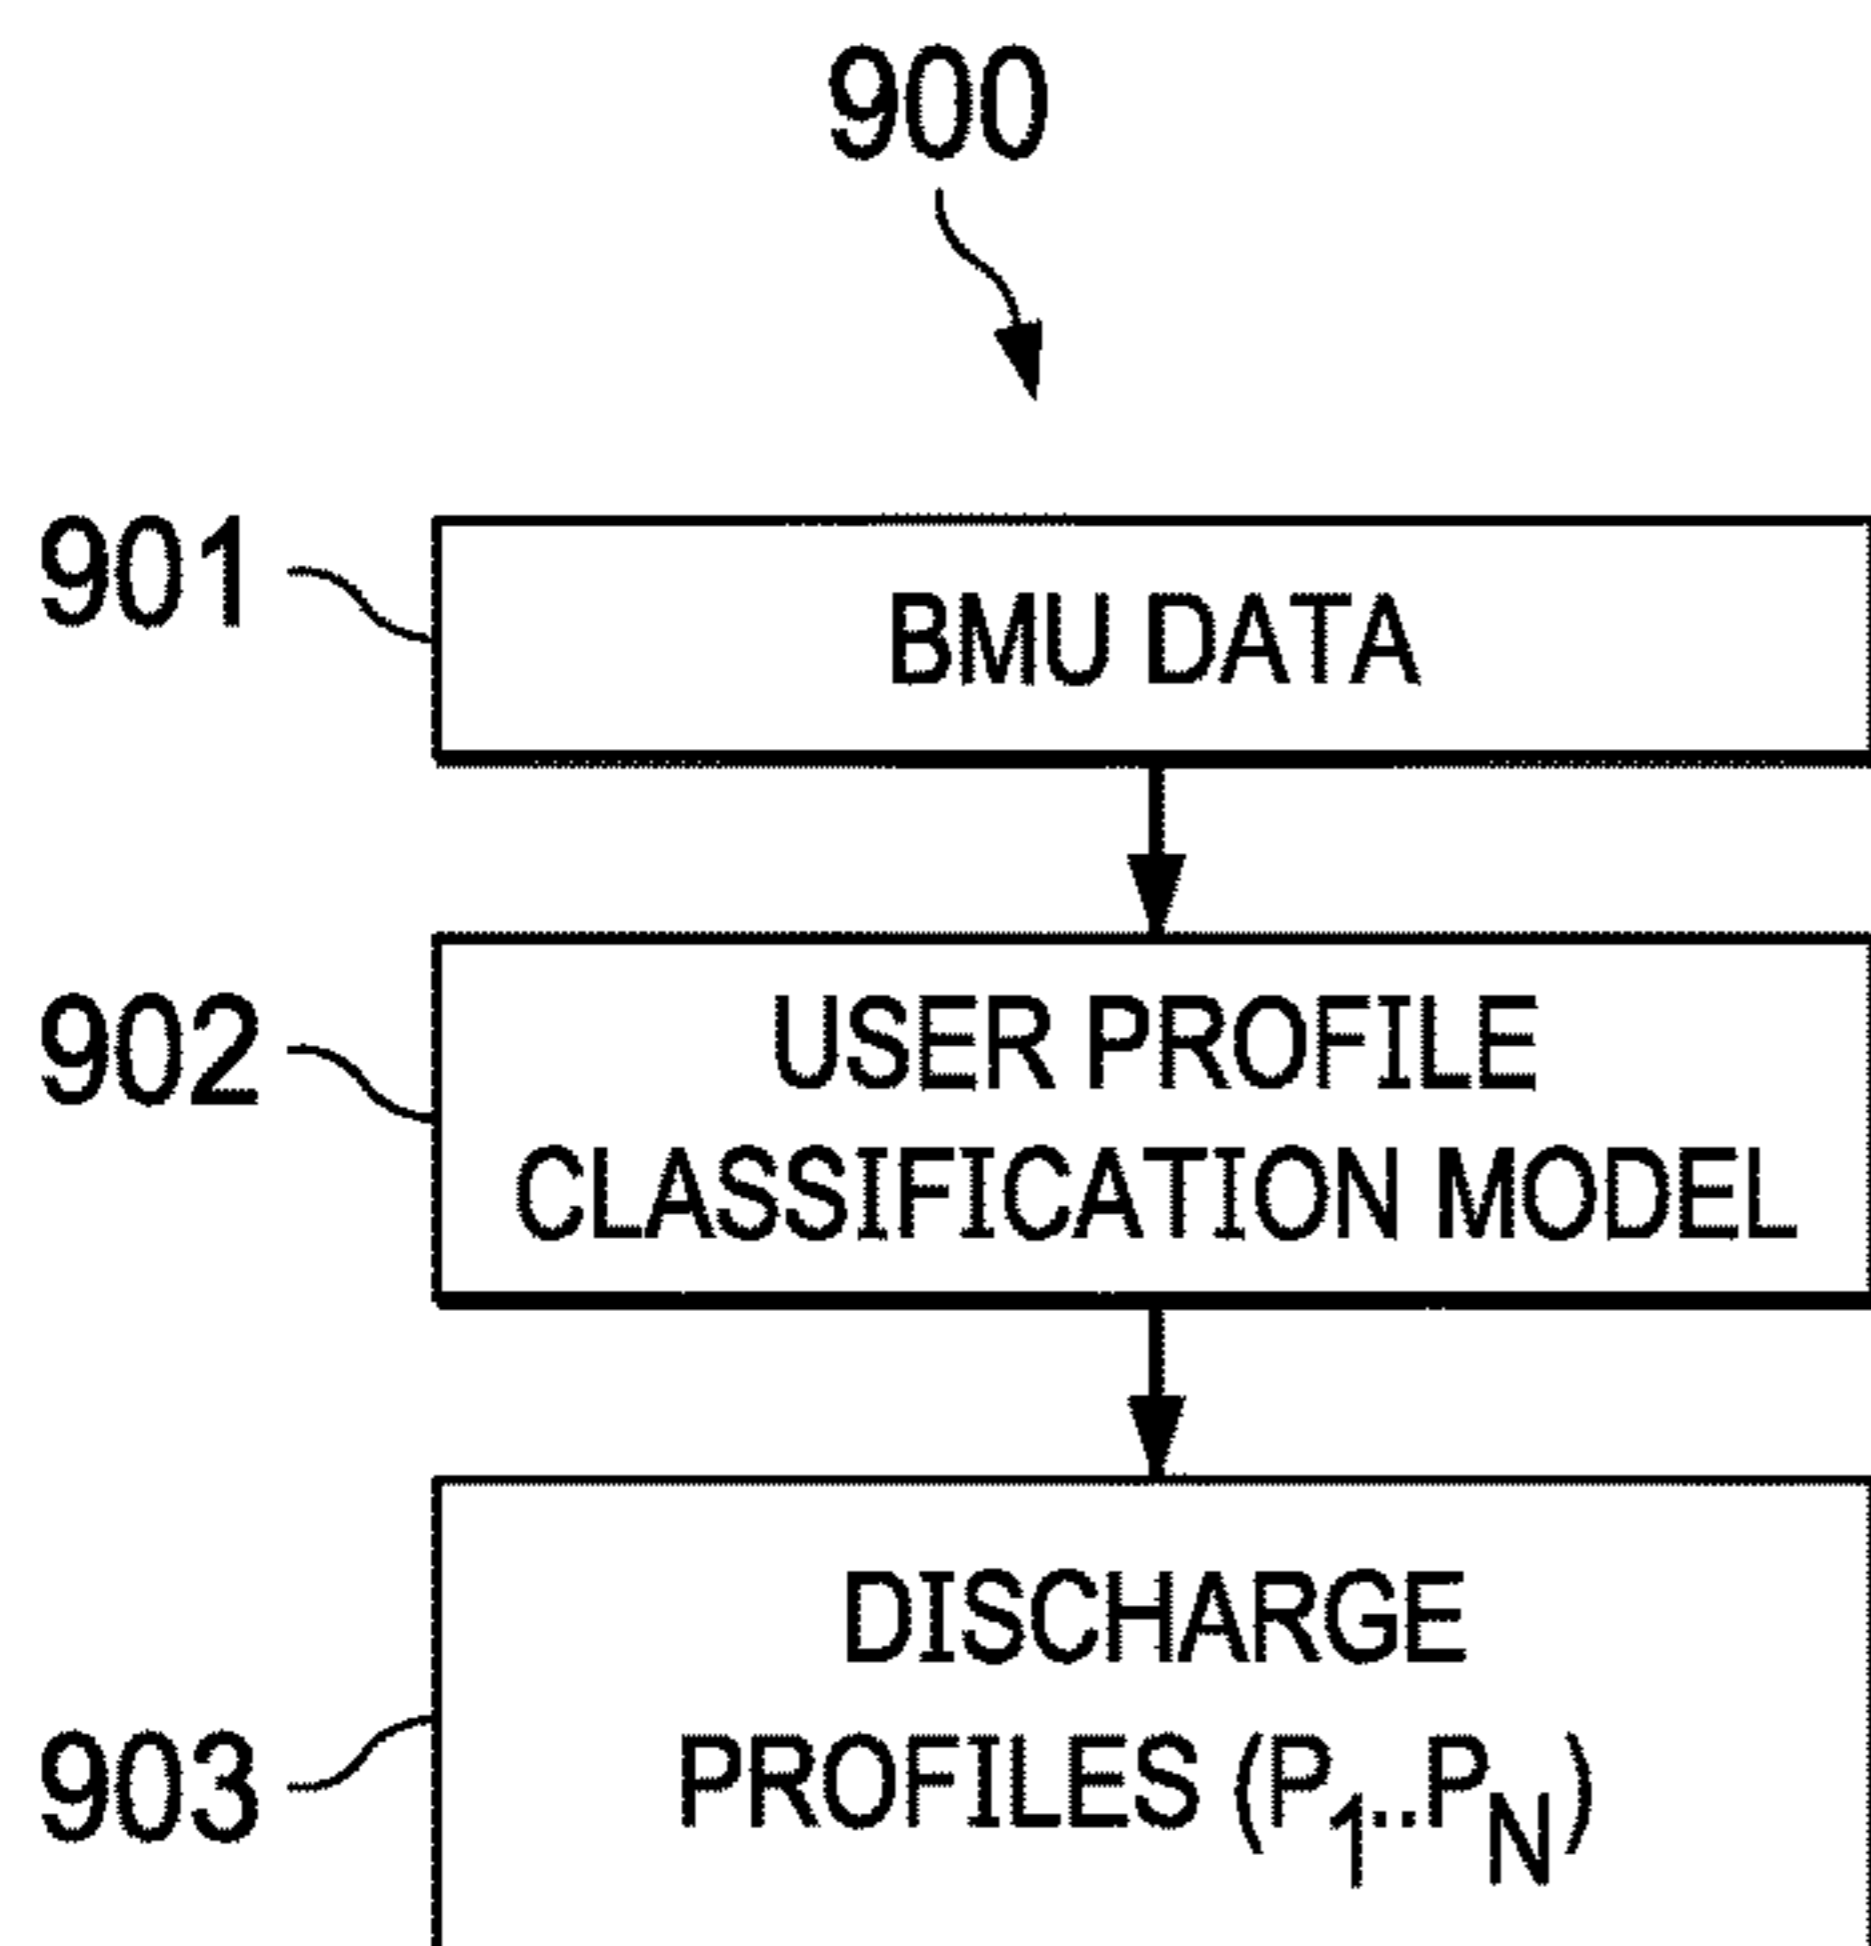 900
901
BMU DATA
902
USER PROFILE
CLASSIFICATION MODEL
903
DISCHARGE
PROFILES (P1..PN)